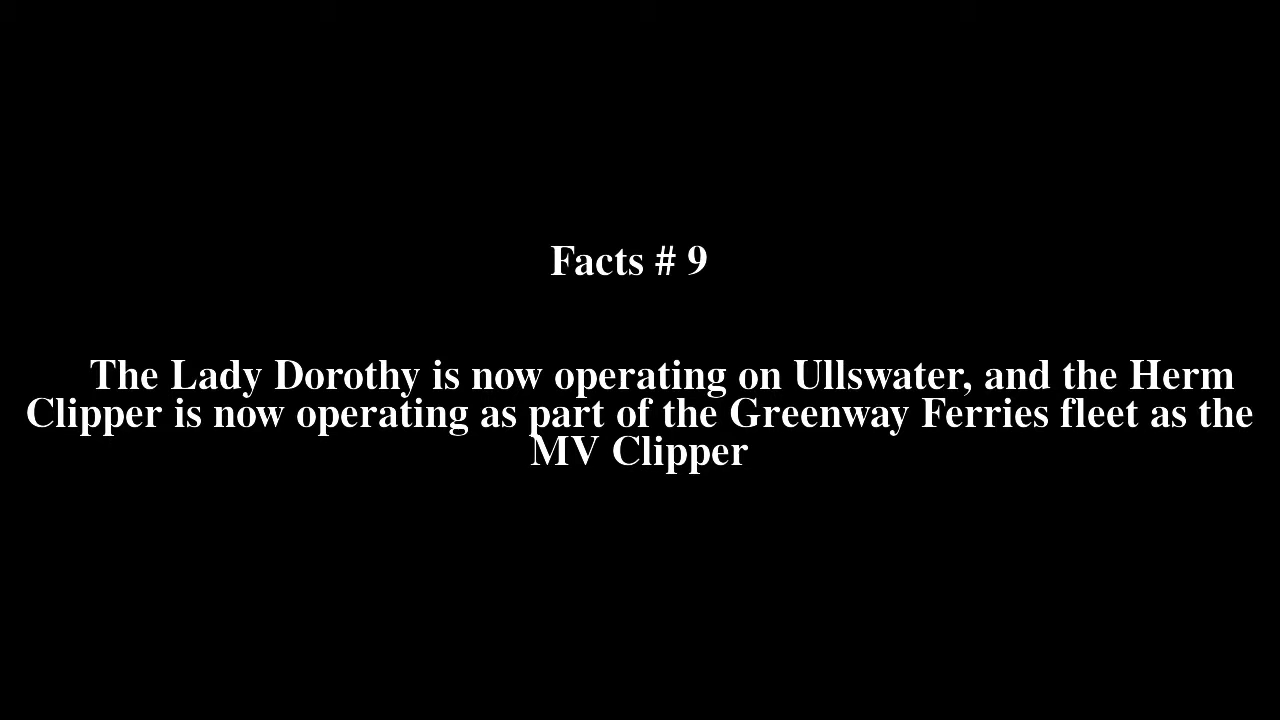 Facts # 9
The Lady Dorothy is now operating on Ullswater, and the Herm
Clipper is now operating as part of the Greenway Ferries fleet as the
MV Clipper